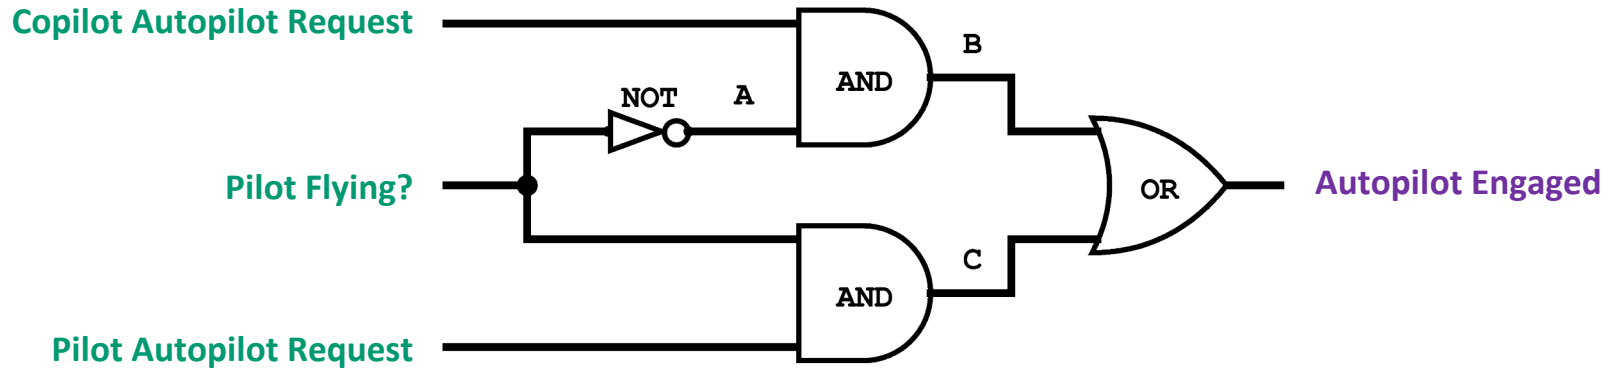 Copilot Autopilot Request
B
AND
NOT
A
Pilot Flying?
OR
Autopilot Engaged
C
AND
Pilot Autopilot Request